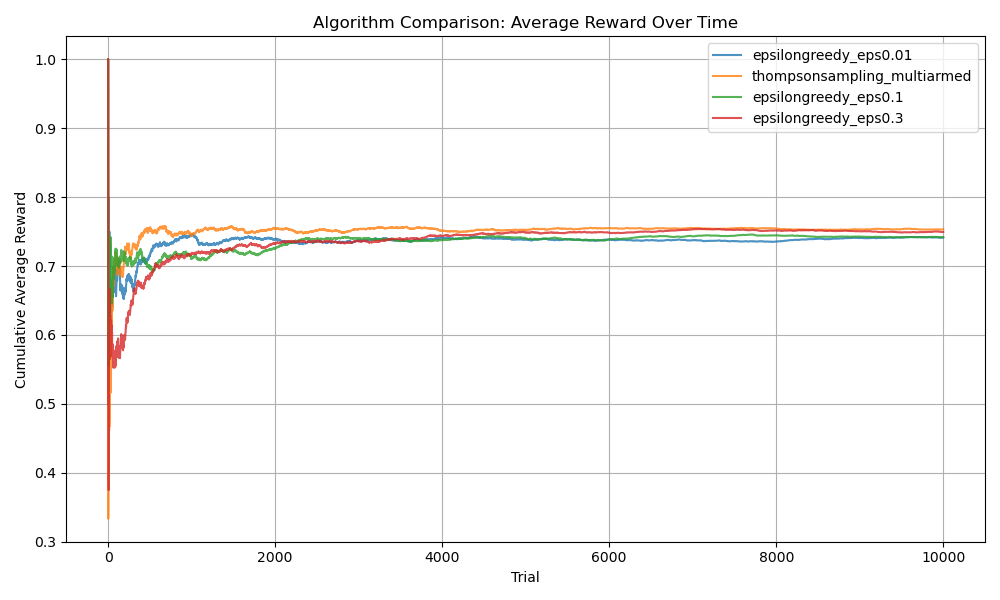 Algorithm Comparison: Average Reward Over Time
Cumulative Average Reward
1.0
0.9
0.8
0.7
0.6
0.5
0.4
0.3
epsilongreedy_eps0.01
thompsonsampling_multiarmed
epsilongreedy_eps0.1
epsilongreedy_eps0.3
0 2000 4000 6000 8000 10000
Trial